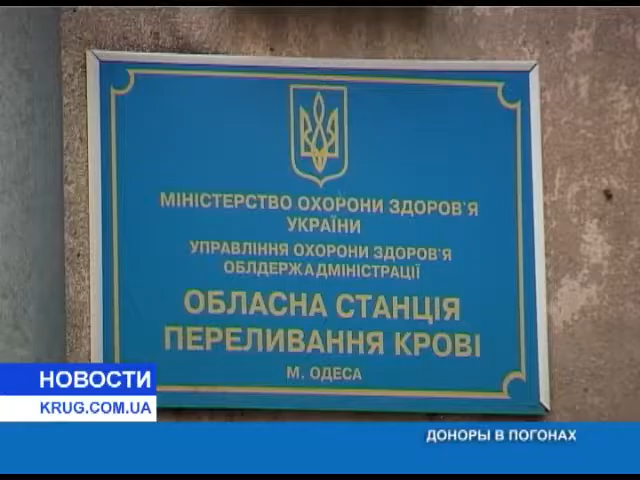 МІНІСТЕРСТВО ОХОРОНИ ЗДОРОВ'Я
УКРАЇНИ
УПРАВЛІННЯ ОХОРОНИ ЗДОРОВ'Я
ОБЛДЕРЖАДМІНІСТРАЦІЇ
ОБЛАСНА СТАНЦІЯ
ПЕРЕЛИВАННЯ КРОВІ
М. ОДЕСА
НОВОСТИ
KRUG.COM.UA
ДОНОРЫ В ПОГОНАХ